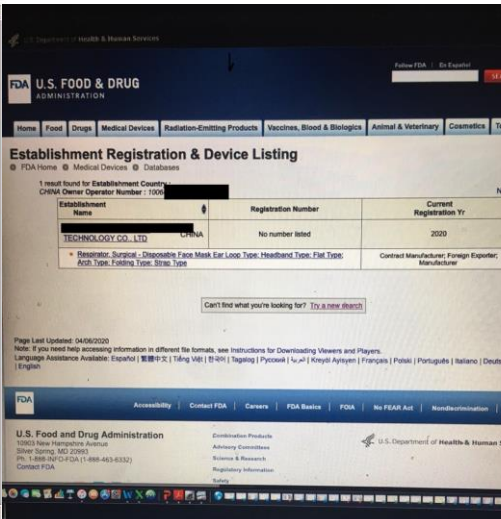 U.S. Department of Health & Human Services
Follow FDA | En Español
FDA U.S. FOOD & DRUG
ADMINISTRATION
Home Food Drugs Medical Devices Radiation-Emitting Products Vaccines, Blood & Biologics Animal & Veterinary Cosmetics
Establishment Registration & Device Listing
FDA Home Medical Devices Databases
1 result found for Establishment Country:
CHINA Owner Operator Number : 1006
Establishment Name Registration Number Current Registration Yr
TECHNOLOGY CO., LTD CHINA No number listed 2020
Respirator, Surgical - Disposable Face Mask Ear Loop Type; Headband Type; Flat Type;
Arch Type; Folding Type; Strap Type
Contract Manufacturer; Foreign Exporter;
Manufacturer
Can't find what you're looking for? Try a new search
Page Last Updated: 04/06/2020
Note: If you need help accessing information in different file formats, see Instructions for Downloading Viewers and Players.
Language Assistance Available: Español | 繁體中文 | Tiếng Việt | 한국어 | Tagalog | Русский | العربية | Kreyòl Ayisyen | Français | Polski | Português | Italiano |
| English
FDA
Accessibility | Contact FDA | Careers | FDA Basics | FOIA | No FEAR Act | Nondiscrimination
U.S. Food and Drug Administration
10903 New Hampshire Avenue
Silver Spring, MD 20993
Ph. 1-888-INFO-FDA (1-888-463-6332)
Contact FDA
Combination Products
Advisory Committees
Science & Research
Regulatory Information
Safety
U.S. Department of Health & Human